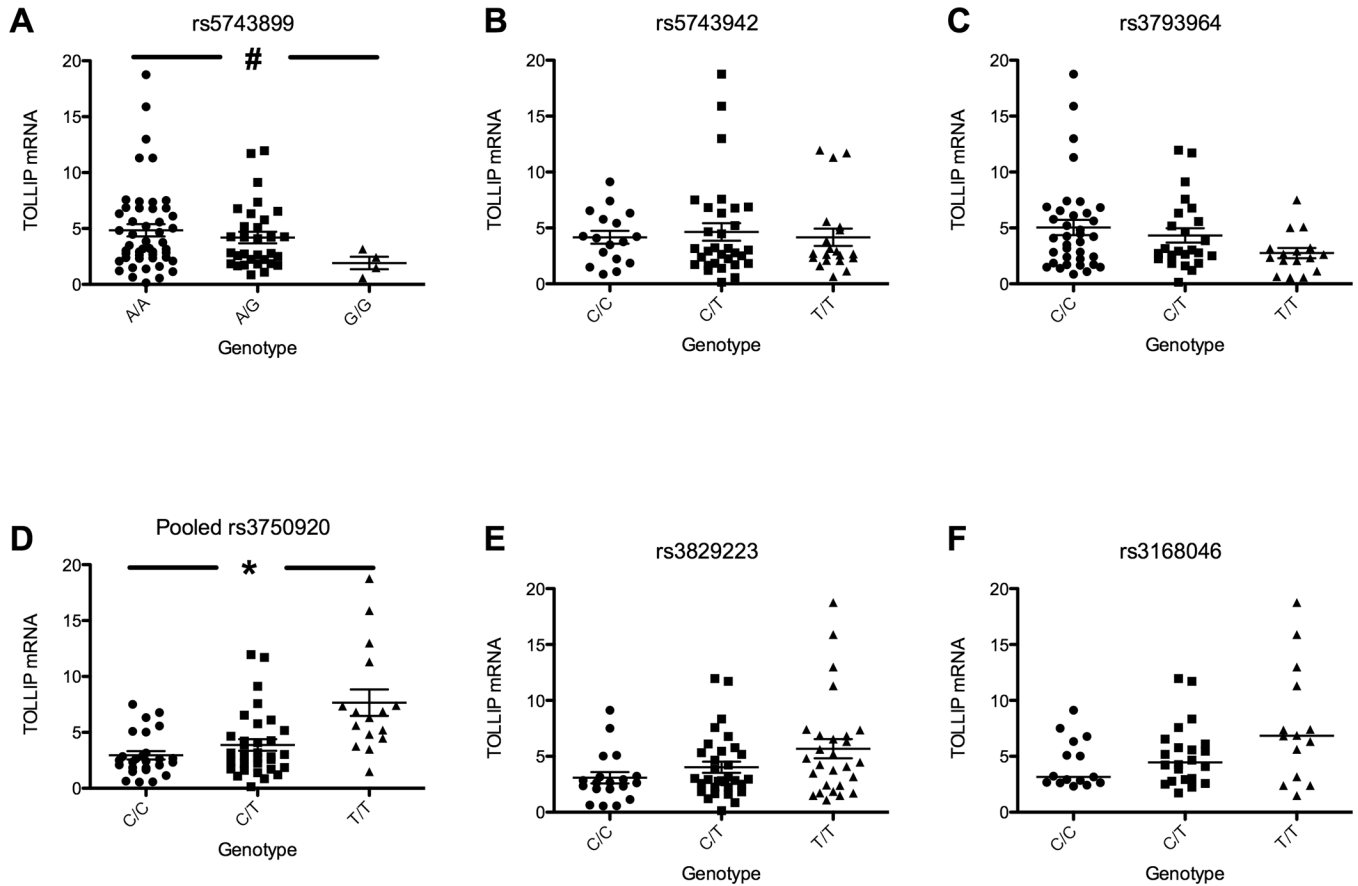 A
rs5743899
#
TOLLIP mRNA
20
15
10
5
0
A/A
A/G
G/G
Genotype
B
rs5743942
TOLLIP mRNA
20
15
10
5
0
C/C
C/T
T/T
Genotype
C
rs3793964
TOLLIP mRNA
20
15
10
5
0
C/C
C/T
T/T
Genotype
D
Pooled rs3750920
*
TOLLIP mRNA
20
15
10
5
0
C/C
C/T
T/T
Genotype
E
rs3829223
TOLLIP mRNA
20
15
10
5
0
C/C
C/T
T/T
Genotype
F
rs3168046
TOLLIP mRNA
20
15
10
5
0
C/C
C/T
T/T
Genotype